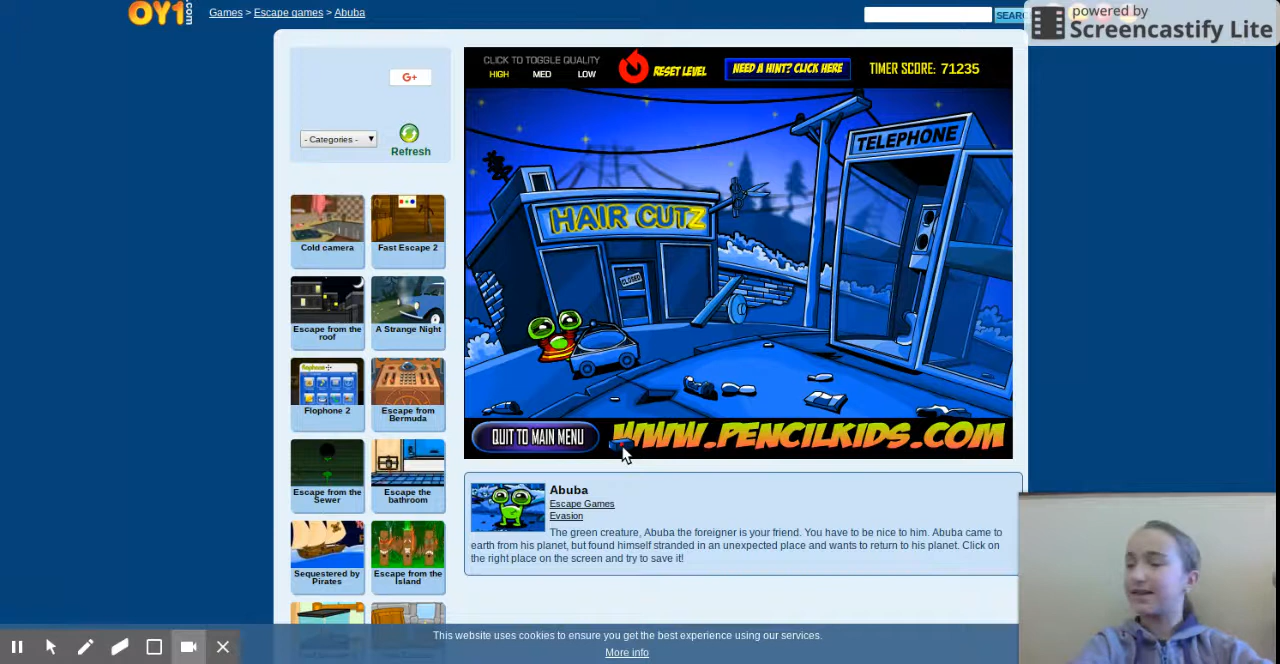 OY1.com
Games > Escape games > Abuba
powered by
Screencastify Lite
CLICK TO TOGGLE QUALITY
HIGH MED LOW
RESET LEVEL
NEED A HINT? CLICK HERE
TIMER SCORE: 71235
G+
- Categories -
Refresh
TELEPHONE
HAIR CUTZ
CLOSED
Cold camera
Fast Escape 2
Escape from the roof
A Strange Night
Flophone 2
Escape from Bermuda
Escape from the Sewer
Escape the bathroom
Sequestered by Pirates
Escape from the Island
QUIT TO MAIN MENU
WWW.PENCILKIDS.COM
Abuba
Escape Games
Evasion
The green creature, Abuba the foreigner is your friend. You have to be nice to him. Abuba came to
earth from his planet, but found himself stranded in an unexpected place and wants to return to his planet. Click on
the right place on the screen and try to save it!
This website uses cookies to ensure you get the best experience using our services.
More info